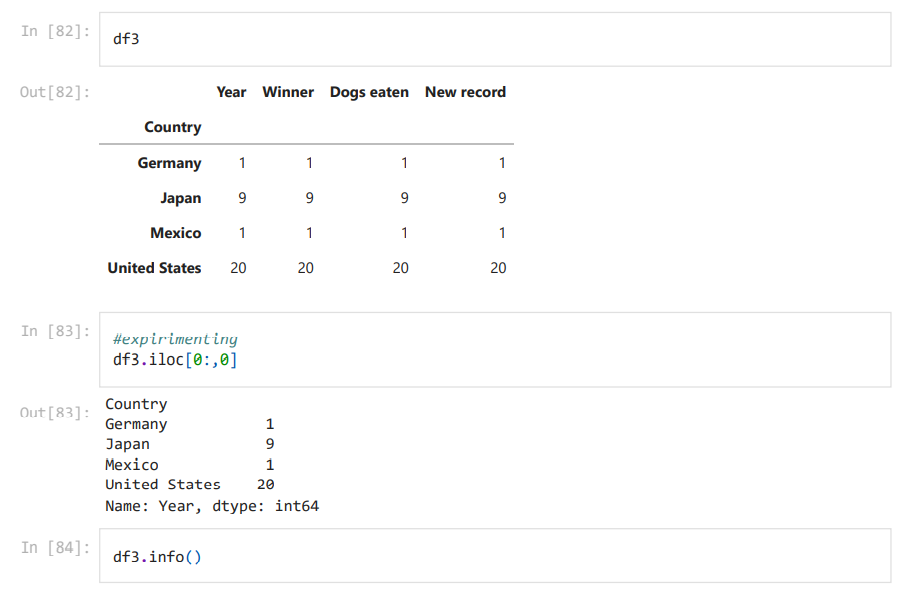 In [82]:
df3
Out[82]:
Year Winner Dogs eaten New record
Country
Germany 1 1 1 1
Japan 9 9 9 9
Mexico 1 1 1 1
United States 20 20 20 20
In [83]:
#expirimenting
df3.iloc[0:,0]
Out[83]:
Country
Germany 1
Japan 9
Mexico 1
United States 20
Name: Year, dtype: int64
In [84]:
df3.info()